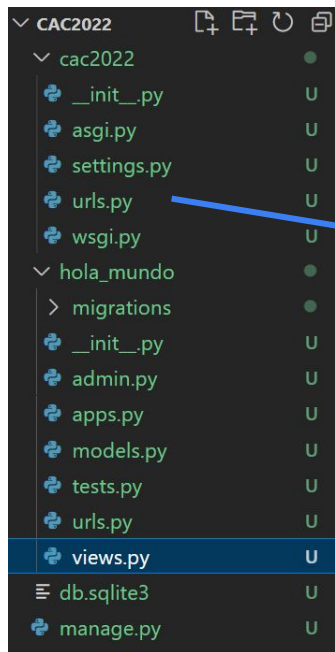 CAC2022
cac2022
__init__.py U
asgi.py U
settings.py U
urls.py U
wsgi.py U
hola_mundo
migrations
__init__.py U
admin.py U
apps.py U
models.py U
tests.py U
urls.py U
views.py U
db.sqlite3 U
manage.py U